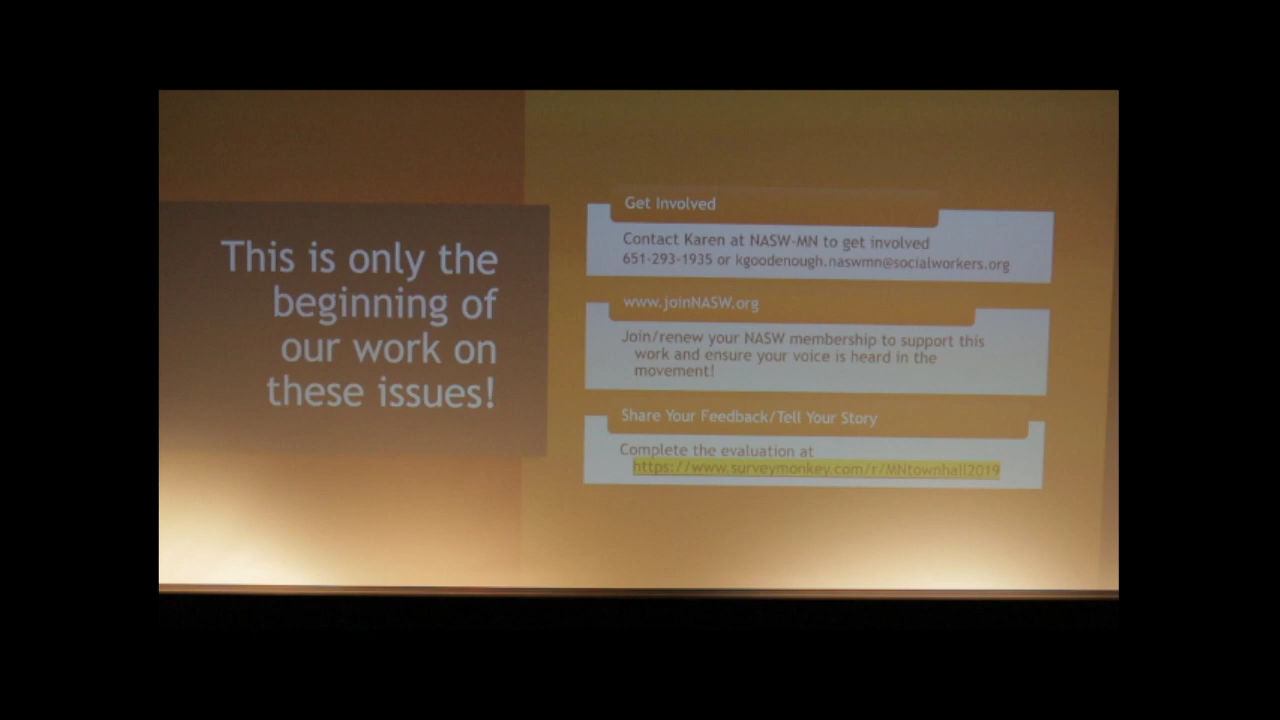 This is only the
beginning of
our work on
these issues!
Get Involved
Contact Karen at NASW-MN to get involved
651-293-1935 or kgoodenough.naswmn@socialworkers.org
www.joinNASW.org
Join/renew your NASW membership to support this
work and ensure your voice is heard in the
movement!
Share Your Feedback/Tell Your Story
Complete the evaluation at
https://www.surveymonkey.com/r/MNtownhall2019